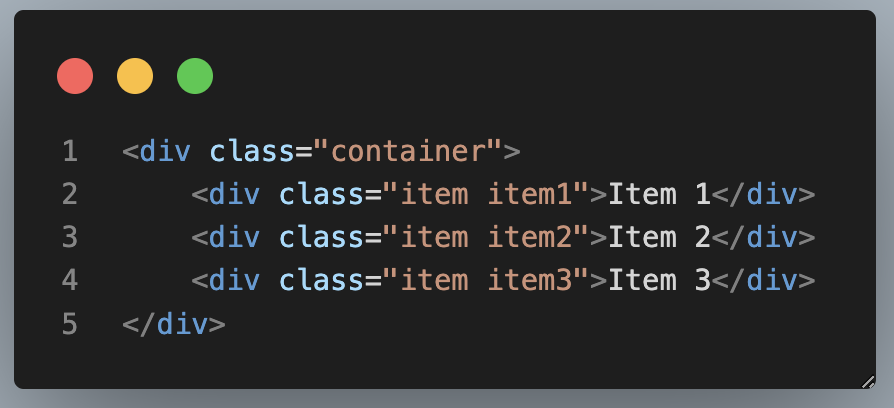 1 <div class="container">
2     <div class="item item1">Item 1</div>
3     <div class="item item2">Item 2</div>
4     <div class="item item3">Item 3</div>
5 </div>